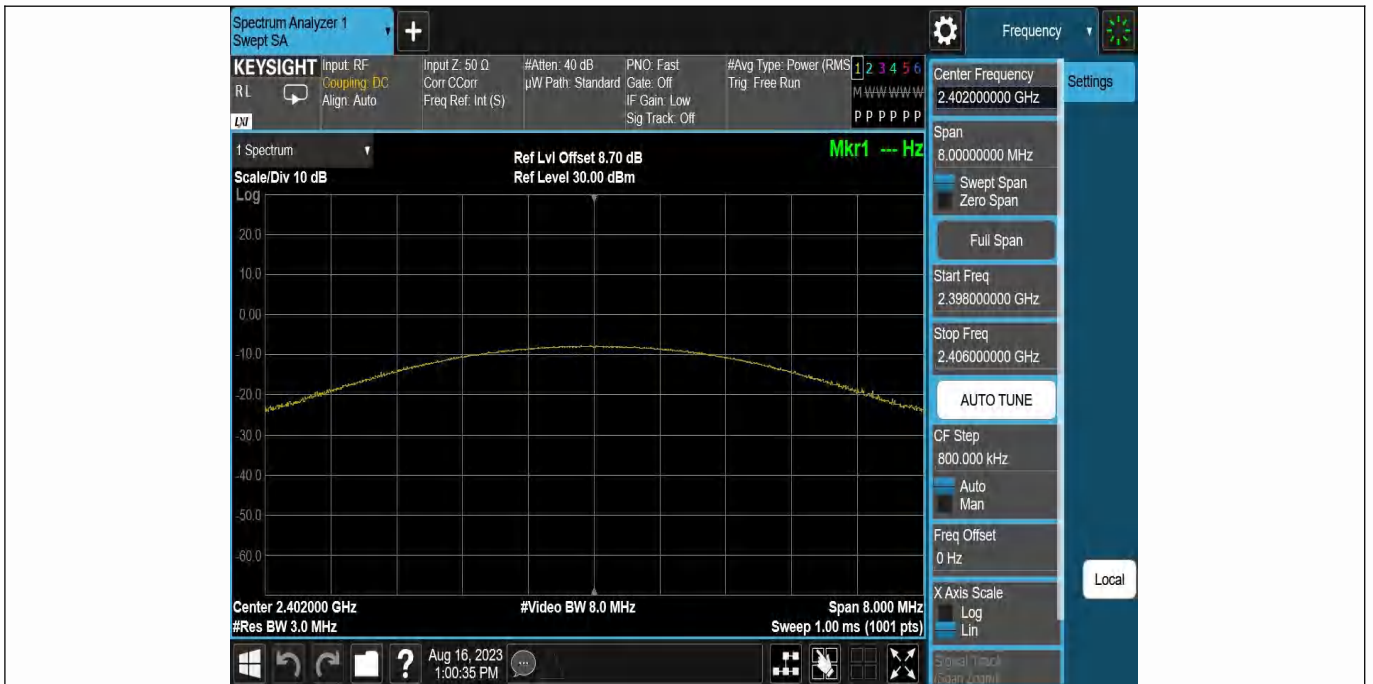 Spectrum Analyzer 1
Swept SA
+
Frequency
KEYSIGHT
RL
LXI
Input: RF
Coupling: DC
Align: Auto
Input Z: 50 Ω
Corr CCorr
Freq Ref: Int (S)
#Atten: 40 dB
µW Path: Standard
PNO: Fast
Gate: Off
IF Gain: Low
Sig Track: Off
#Avg Type: Power (RMS
Trig: Free Run
1 2 3 4 5 6
M W W W W W
P P P P P P
1 Spectrum
Scale/Div 10 dB
Ref Lvl Offset 8.70 dB
Ref Level 30.00 dBm
Mkr1 --- Hz
Log
20.0
10.0
0.00
-10.0
-20.0
-30.0
-40.0
-50.0
-60.0
Center 2.402000 GHz
#Res BW 3.0 MHz
#Video BW 8.0 MHz
Span 8.000 MHz
Sweep 1.00 ms (1001 pts)
Aug 16, 2023
1:00:35 PM
Center Frequency
2.402000000 GHz
Settings
Span
8.00000000 MHz
Swept Span
Zero Span
Full Span
Start Freq
2.398000000 GHz
Stop Freq
2.406000000 GHz
AUTO TUNE
CF Step
800.000 kHz
Auto
Man
Freq Offset
0 Hz
X Axis Scale
Log
Lin
Local
Signal Track
(Span Zoom)